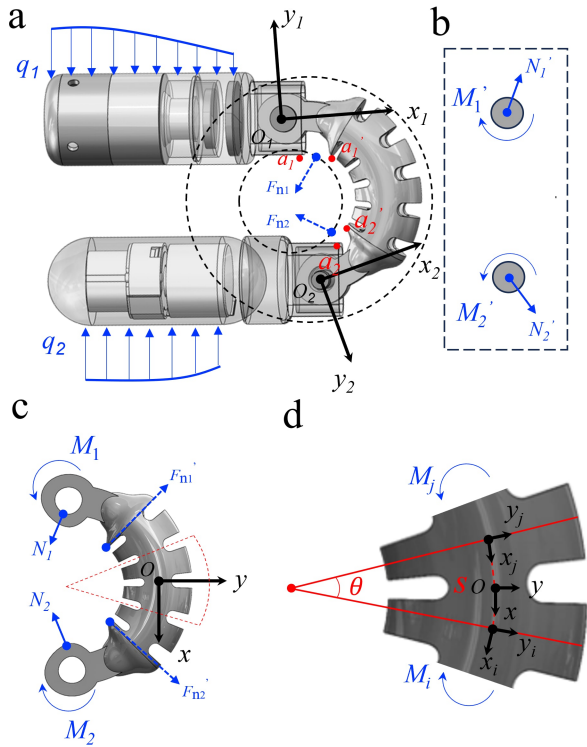 a
y₁
q₁
x₁
O₁
a₁
a₁'
Fₙ₁
Fₙ₂
a₂'
a₂
x₂
O₂
q₂
y₂
b
N₁'
M₁'
M₂'
N₂'
c
M₁
Fₙ₁'
N₁
O
y
N₂
x
Fₙ₂'
M₂
d
Mⱼ
yⱼ
xⱼ
θ
S
O
y
x
yᵢ
xᵢ
Mᵢ